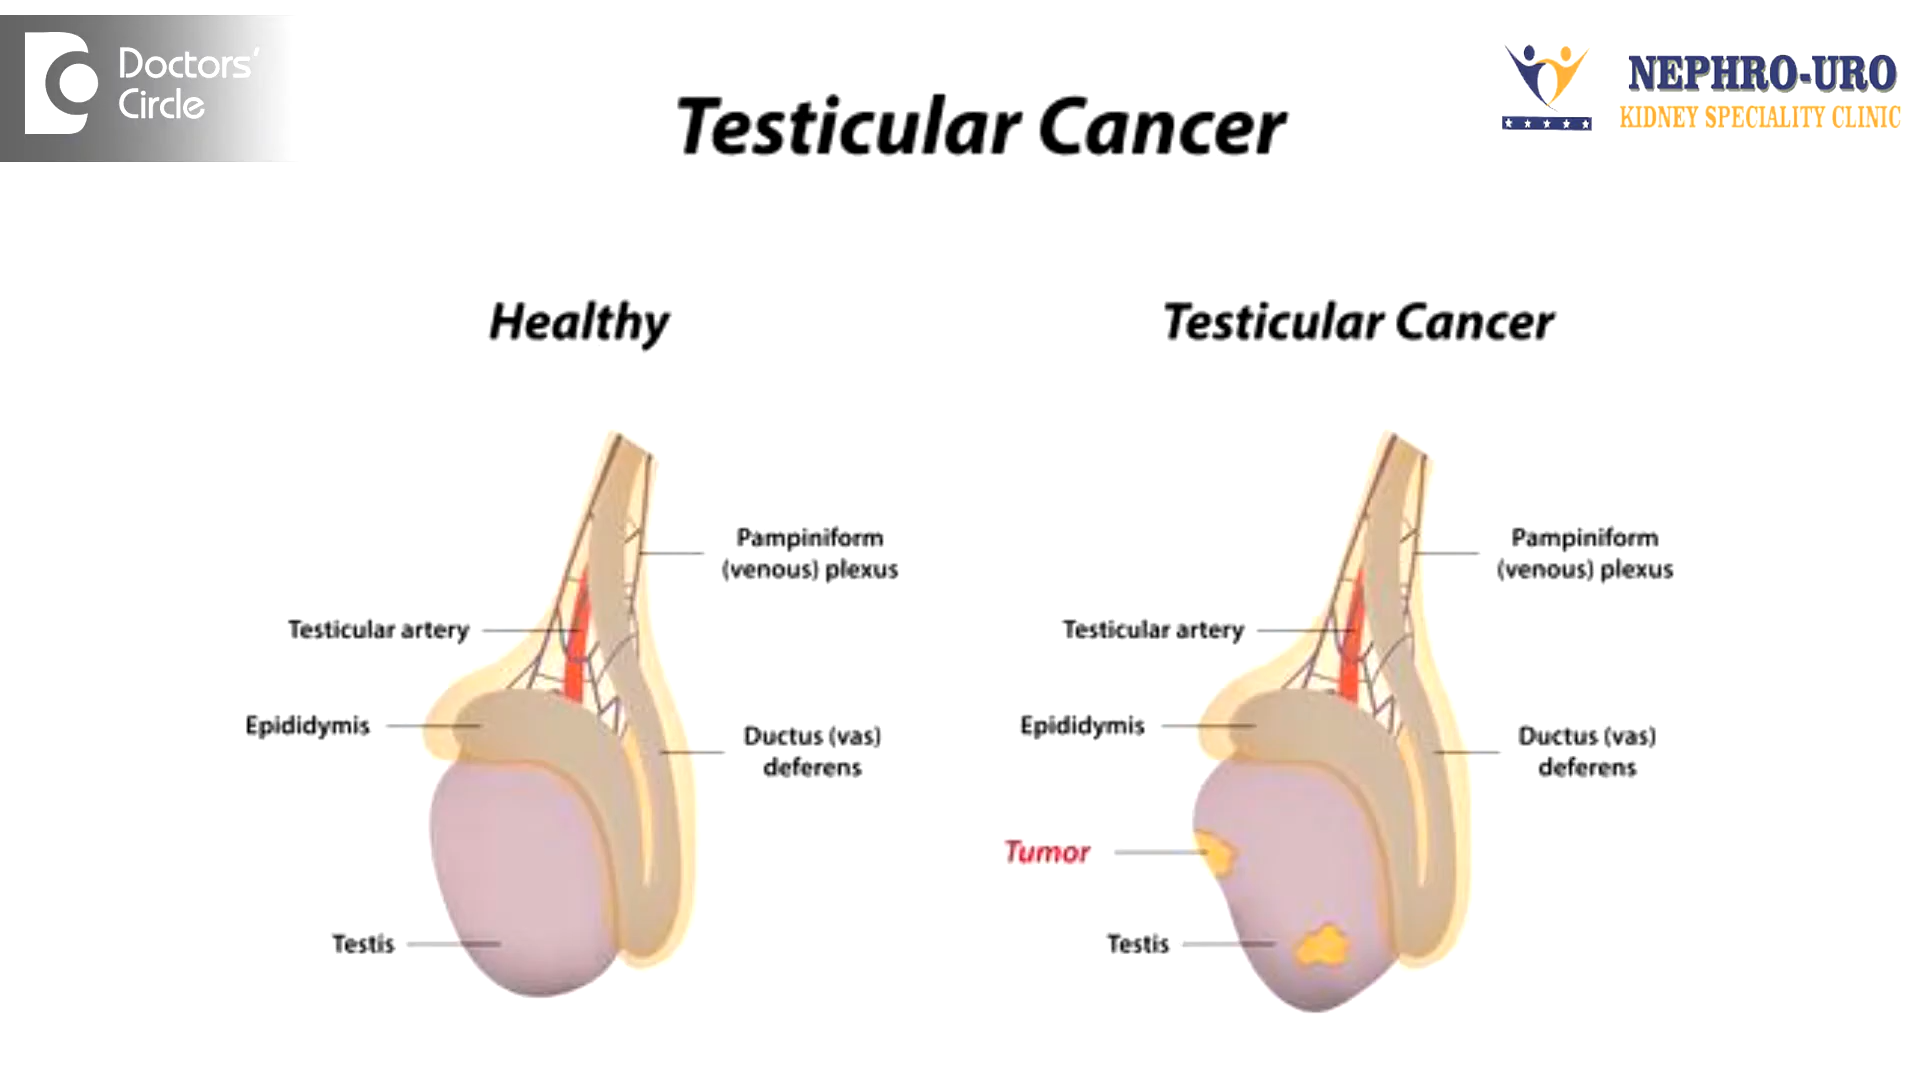 Doctors'
Circle
NEPHRO-URO
KIDNEY SPECIALITY CLINIC
Testicular Cancer
Healthy
Pampiniform
(venous) plexus
Testicular artery
Epididymis
Ductus (vas)
deferens
Testis
Testicular Cancer
Pampiniform
(venous) plexus
Testicular artery
Epididymis
Ductus (vas)
deferens
Tumor
Testis